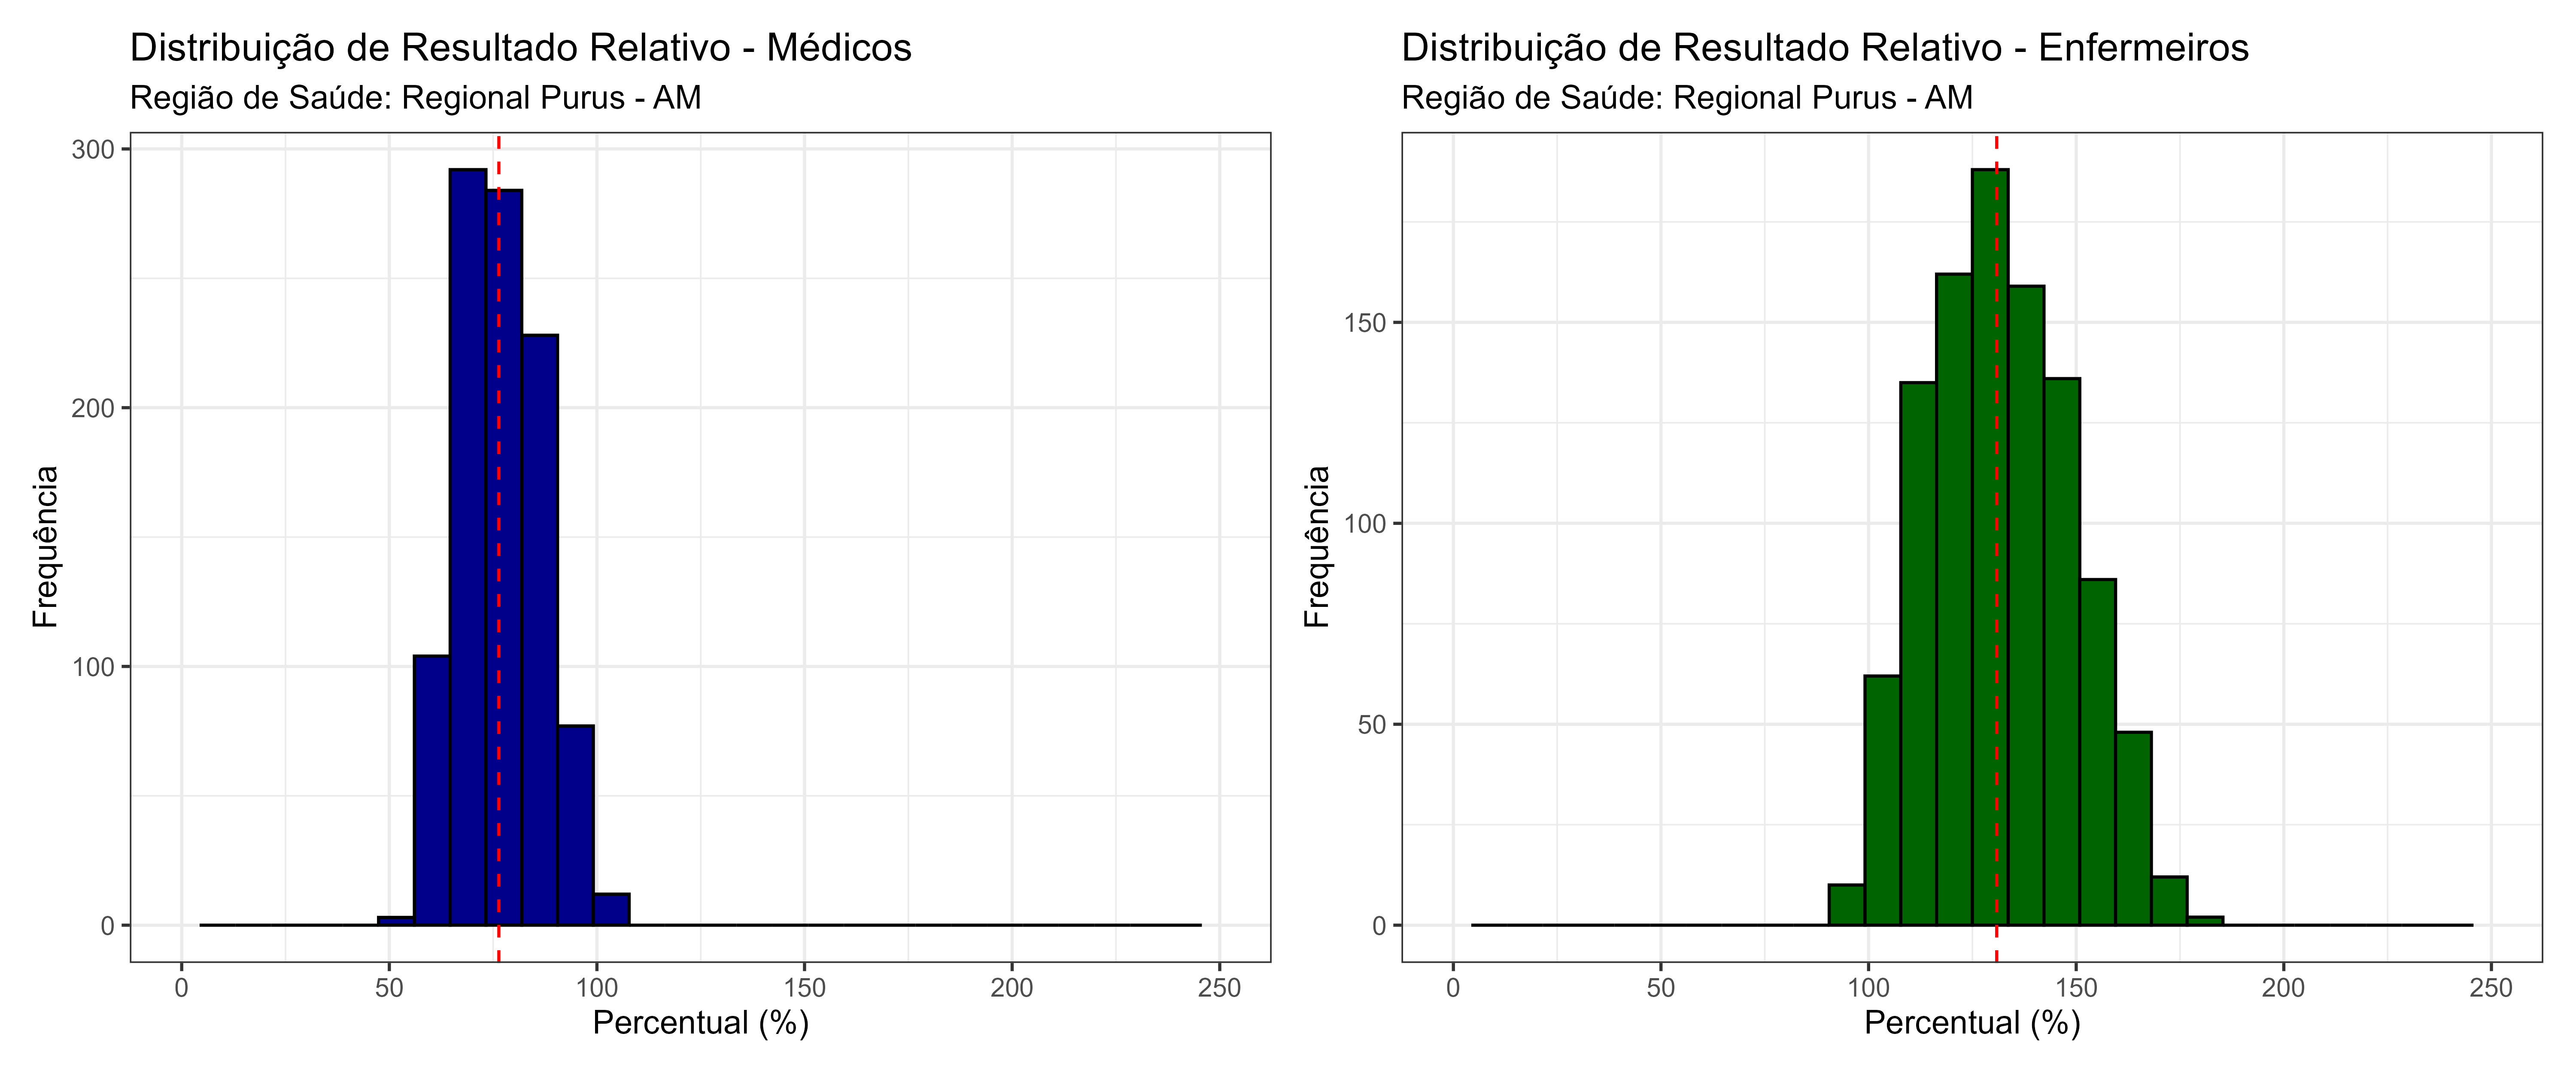 Distribuição de Resultado Relativo - Médicos
Região de Saúde: Regional Purus - AM
Frequência
300
200
100
0
0 50 100 150 200 250
Percentual (%)
Distribuição de Resultado Relativo - Enfermeiros
Região de Saúde: Regional Purus - AM
Frequência
150
100
50
0
0 50 100 150 200 250
Percentual (%)